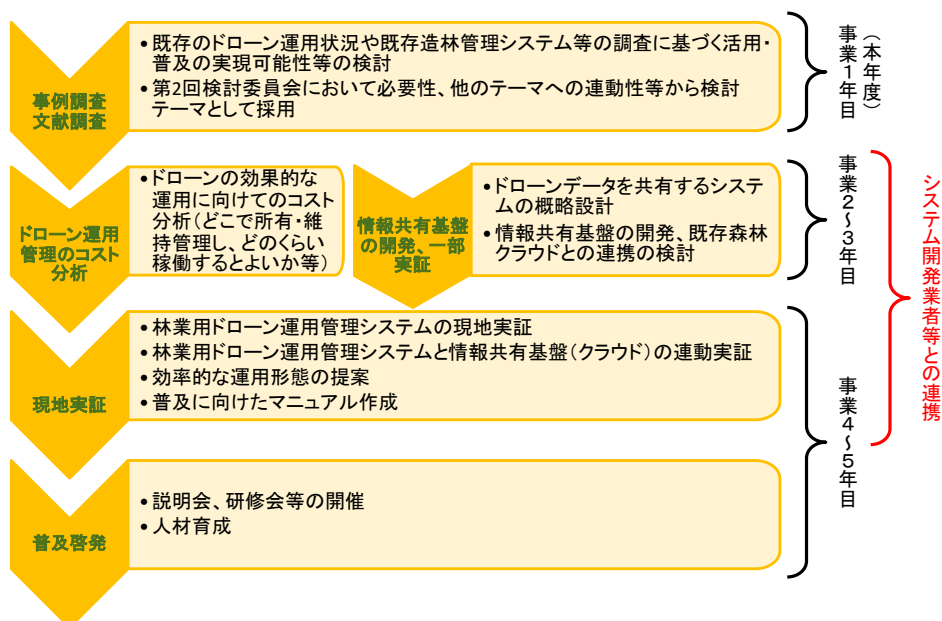 事例調査
文献調査
• 既存のドローン運用状況や既存造林管理システム等の調査に基づく活用・
普及の実現可能性等の検討
• 第2回検討委員会において必要性、他のテーマへの連動性等から検討
テーマとして採用
事業1年目
（本年度）
ドローン運用
管理のコスト
分析
• ドローンの効果的な
運用に向けてのコスト
分析（どこで所有・維
持管理し、どのくらい
稼働するとよいか等）
情報共有基盤
の開発、一部
実証
• ドローンデータを共有するシステ
ムの概略設計
• 情報共有基盤の開発、既存森林
クラウドとの連携の検討
事業2～3年目
現地実証
• 林業用ドローン運用管理システムの現地実証
• 林業用ドローン運用管理システムと情報共有基盤（クラウド）の連動実証
• 効率的な運用形態の提案
• 普及に向けたマニュアル作成
普及啓発
• 説明会、研修会等の開催
• 人材育成
事業4～5年目
システム開発業者等との連携